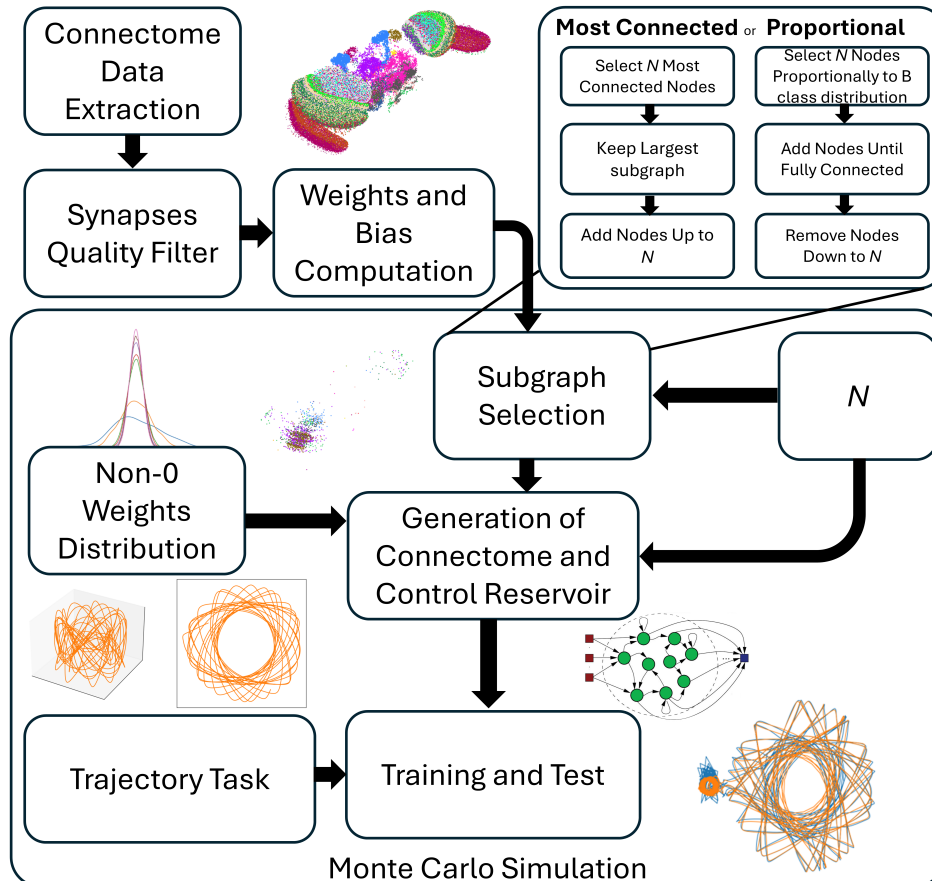 Connectome
Data
Extraction
Synapses
Quality Filter
Weights and
Bias
Computation
Most Connected or Proportional
Select N Most
Connected Nodes
Keep Largest
subgraph
Add Nodes Up to
N
Select N Nodes
Proportionally to B
class distribution
Add Nodes Until
Fully Connected
Remove Nodes
Down to N
Subgraph
Selection
N
Non-0
Weights
Distribution
Generation of
Connectome and
Control Reservoir
Trajectory Task
Training and Test
Monte Carlo Simulation